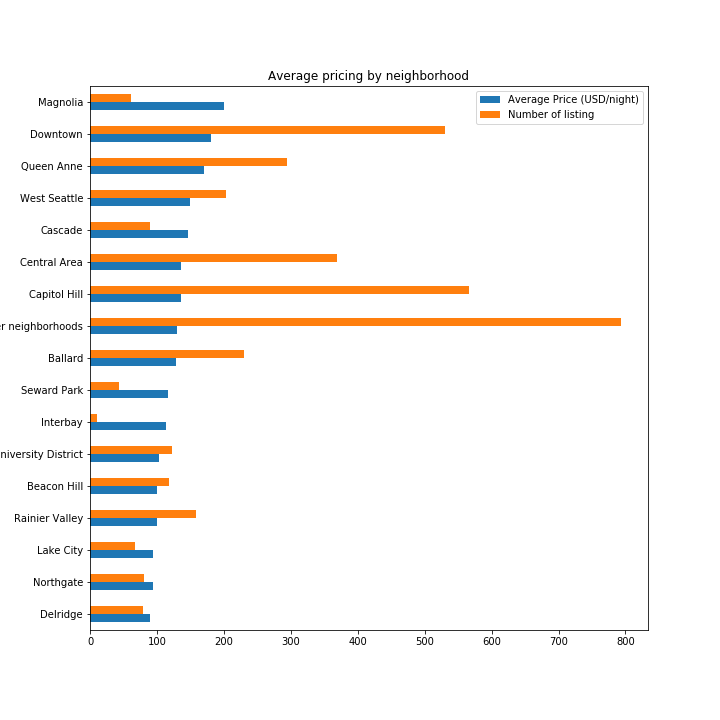 Average pricing by neighborhood
Average Price (USD/night)
Number of listing
Magnolia
Downtown
Queen Anne
West Seattle
Cascade
Central Area
Capitol Hill
neighborhoods
Ballard
Seward Park
Interbay
District
Beacon Hill
Rainier Valley
Lake City
Northgate
Delridge
0 100 200 300 400 500 600 700 800